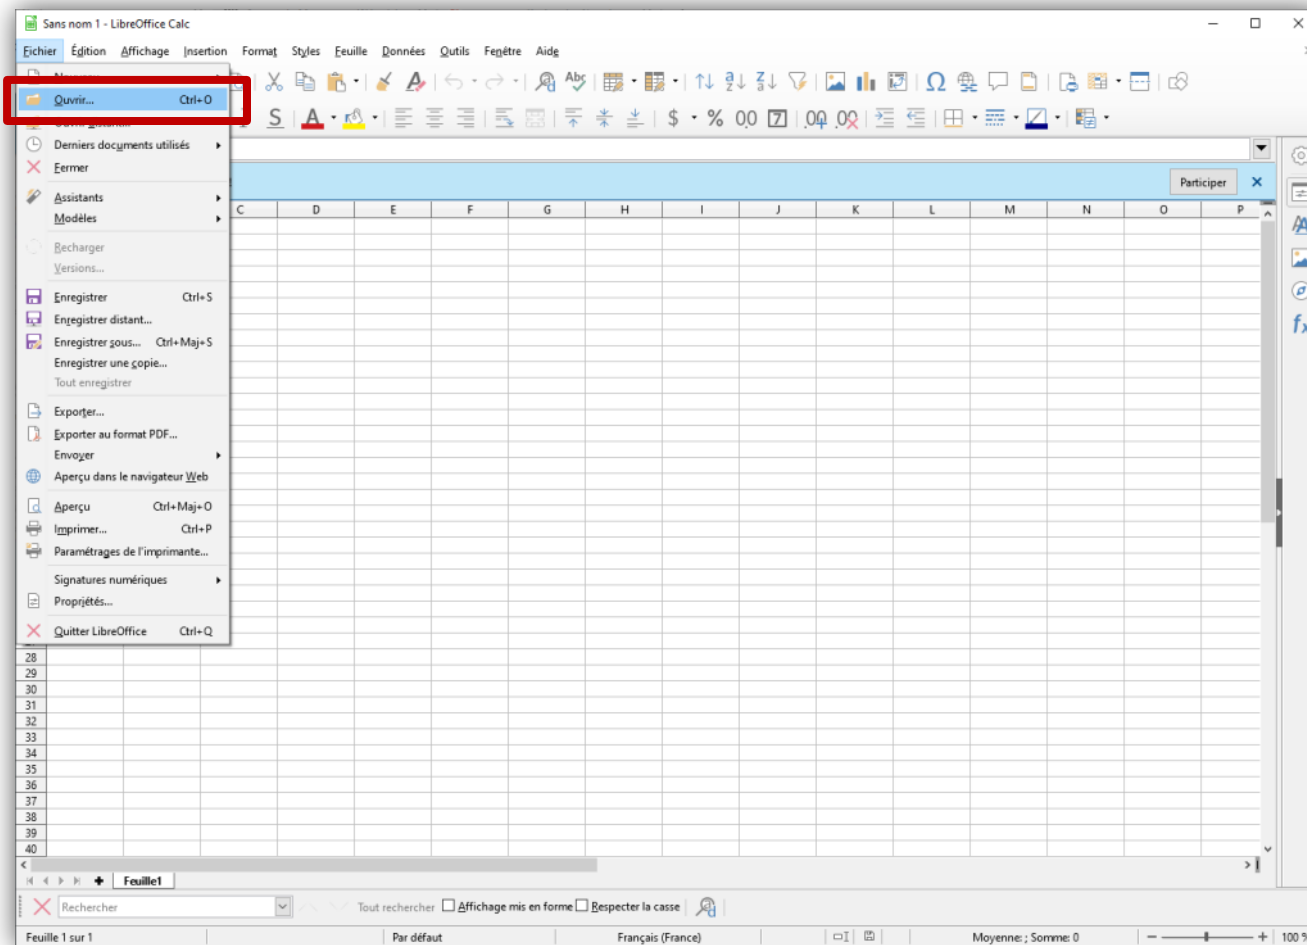 Sans nom 1 - LibreOffice Calc
Fichier Édition Affichage Insertion Format Styles Feuille Données Outils Fenêtre Aide
Ouvrir... Ctrl+O
Derniers documents utilisés
Fermer
Participer
Assistants
Modèles
C D E F G H I J K L M N O P
Recharger
Versions...
Enregistrer Ctrl+S
Enregistrer distant...
Enregistrer sous... Ctrl+Maj+S
Enregistrer une copie...
Tout enregistrer
Exporter...
Exporter au format PDF...
Envoyer
Aperçu dans le navigateur Web
Aperçu Ctrl+Maj+O
Imprimer... Ctrl+P
Paramétrages de l'imprimante...
Signatures numériques
Propriétés...
Quitter LibreOffice Ctrl+Q
28
29
30
31
32
33
34
35
36
37
38
39
40
Feuille1
Rechercher Tout rechercher Affichage mis en forme Respecter la casse
Feuille 1 sur 1 Par défaut Français (France) Moyenne: ; Somme: 0 100 %